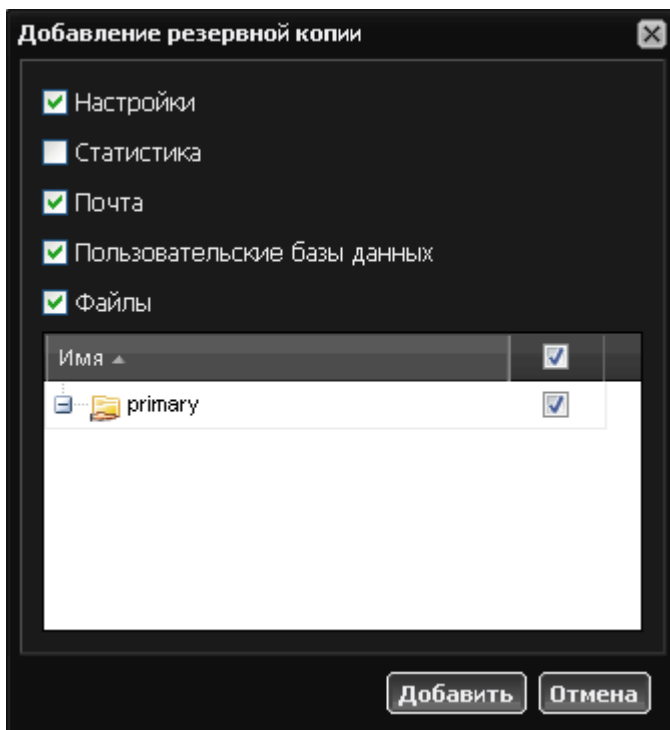 Добавление резервной копии
Настройки
Статистика
Почта
Пользовательские базы данных
Файлы
Имя
primary
Добавить Отмена